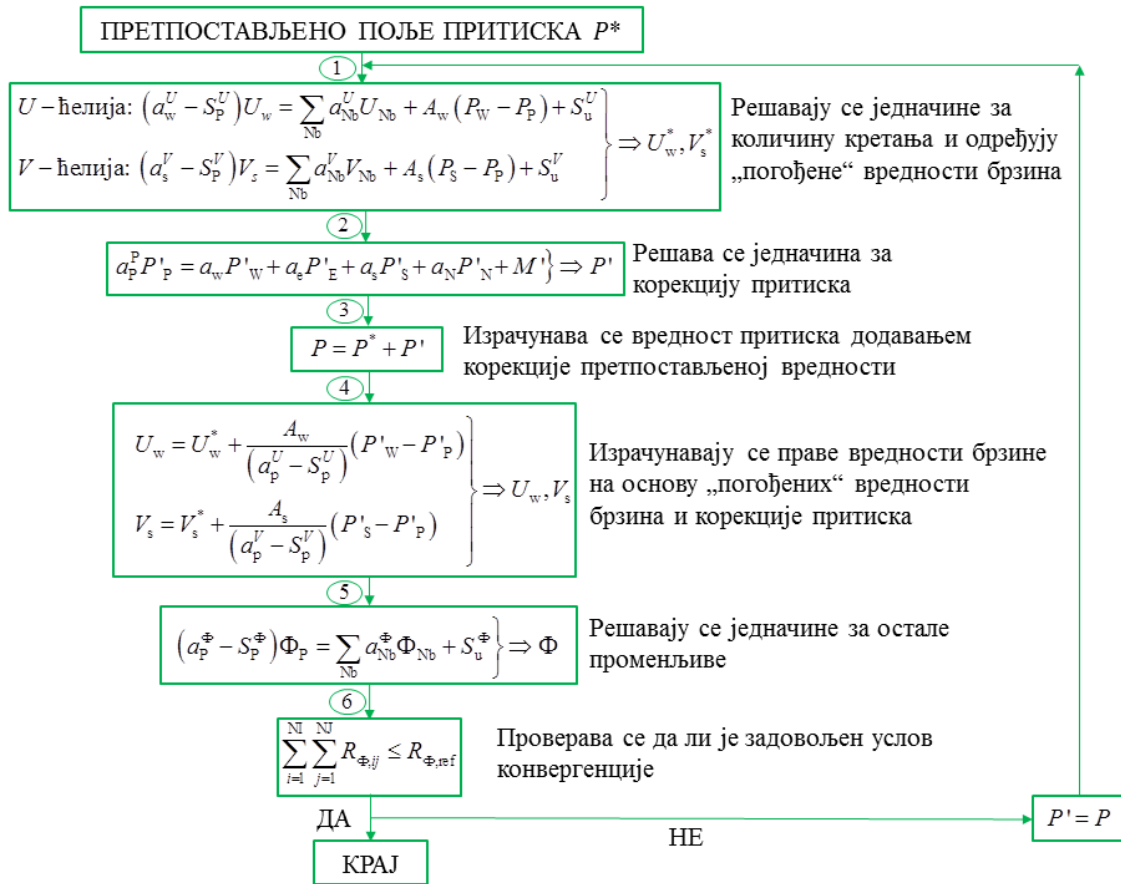 ПРЕТПОСТАВЉЕНО ПОЉЕ ПРИТИСКА P*
1
U – ћелија: (a_w^U − S_P^U)U_w = ∑_Nb a_Nb^U U_Nb + A_w(P_W − P_P) + S_u^U
V – ћелија: (a_s^V − S_P^V)V_s = ∑_Nb a_Nb^V V_Nb + A_s(P_S − P_P) + S_u^V
} ⇒ U_w^*, V_s^*
Решавају се једначине за
количину кретања и одређују
„погођене“ вредности брзина
2
a_P^P P'_P = a_w P'_W + a_e P'_E + a_s P'_S + a_N P'_N + M'} ⇒ P'
Решава се једначина за
корекцију притиска
3
P = P^* + P'
Израчунава се вредност притиска додавањем
корекције претпостављеној вредности
4
U_w = U_w^* + A_w/(a_p^U − S_p^U) (P'_W − P'_P)
V_s = V_s^* + A_s/(a_p^V − S_p^V) (P'_S − P'_P)
} ⇒ U_w, V_s
Израчунавају се праве вредности брзине
на основу „погођених“ вредности
брзина и корекције притиска
5
(a_P^Φ − S_P^Φ)Φ_P = ∑_Nb a_Nb^Φ Φ_Nb + S_u^Φ} ⇒ Φ
Решавају се једначине за остале
променљиве
6
∑_{i=1}^{NI} ∑_{j=1}^{NJ} R_{Φ,ij} ≤ R_{Φ,ref}
Проверава се да ли је задовољен услов
конвергенције
ДА
НЕ
P' = P
КРАЈ